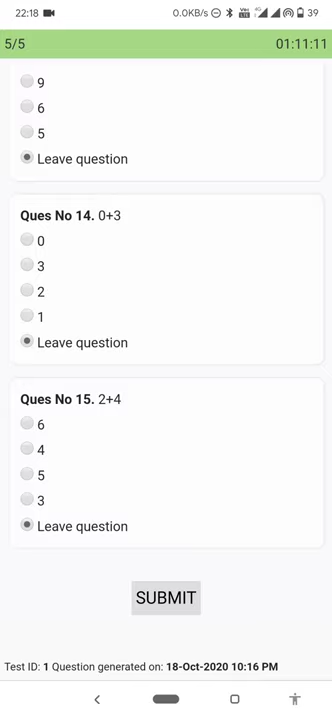 22:18 0.0KB/s VoLTE 4G 39
5/5 01:11:11
9
6
5
Leave question
Ques No 14. 0+3
0
3
2
1
Leave question
Ques No 15. 2+4
6
4
5
3
Leave question
SUBMIT
Test ID: 1 Question generated on: 18-Oct-2020 10:16 PM